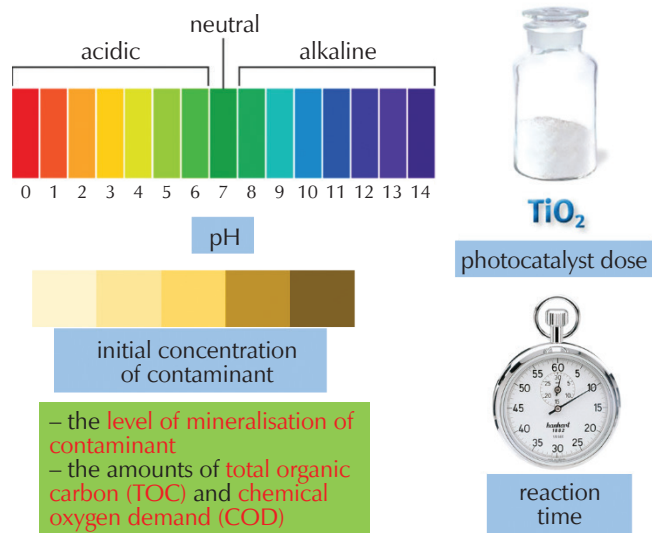 neutral
acidic
alkaline
0 1 2 3 4 5 6 7 8 9 10 11 12 13 14
pH
TiO₂
photocatalyst dose
initial concentration
of contaminant
– the level of mineralisation of
contaminant
– the amounts of total organic
carbon (TOC) and chemical
oxygen demand (COD)
60
55 5
50 10
45 15
40 20
35 25
30
hanhart
1882
reaction
time